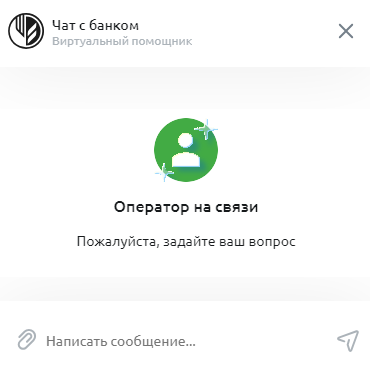 Чат с банком
Виртуальный помощник
Оператор на связи
Пожалуйста, задайте ваш вопрос
Написать сообщение...